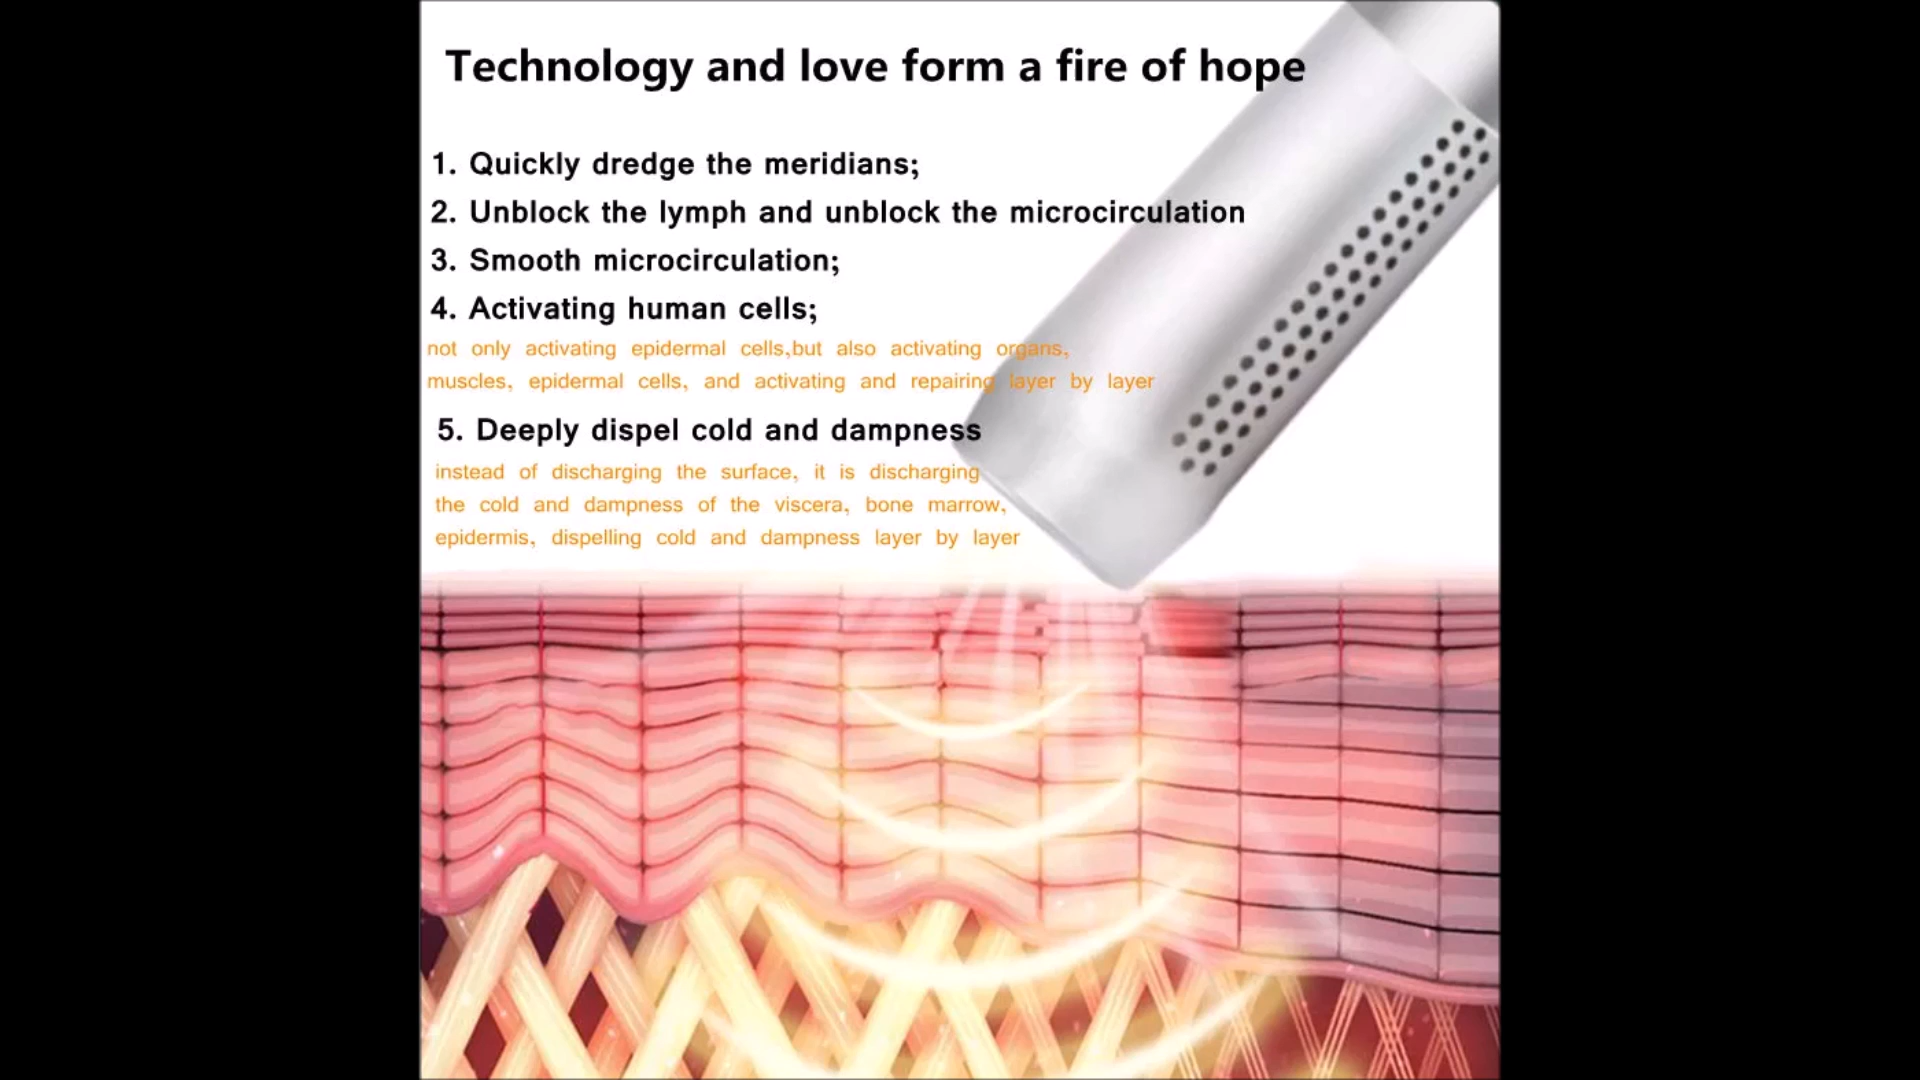 Technology and love form a fire of hope
1. Quickly dredge the meridians;
2. Unblock the lymph and unblock the microcirculation
3. Smooth microcirculation;
4. Activating human cells;
not only activating epidermal cells,but also activating organs,
muscles, epidermal cells, and activating and repairing layer by layer
5. Deeply dispel cold and dampness
instead of discharging the surface, it is discharging
the cold and dampness of the viscera, bone marrow,
epidermis, dispelling cold and dampness layer by layer